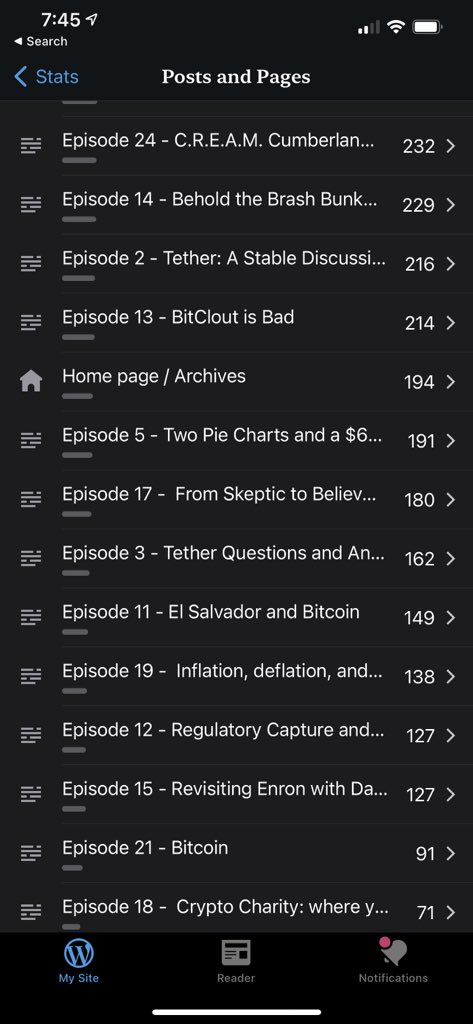 7:45
Search
Stats
Posts and Pages
Episode 24 - C.R.E.A.M. Cumberlan... 232
Episode 14 - Behold the Brash Bunk... 229
Episode 2 - Tether: A Stable Discussi... 216
Episode 13 - BitClout is Bad 214
Home page / Archives 194
Episode 5 - Two Pie Charts and a $6... 191
Episode 17 -  From Skeptic to Believ... 180
Episode 3 - Tether Questions and An... 162
Episode 11 - El Salvador and Bitcoin 149
Episode 19 -  Inflation, deflation, and... 138
Episode 12 - Regulatory Capture and... 127
Episode 15 - Revisiting Enron with Da... 127
Episode 21 - Bitcoin 91
Episode 18 -  Crypto Charity: where y... 71
My Site Reader Notifications